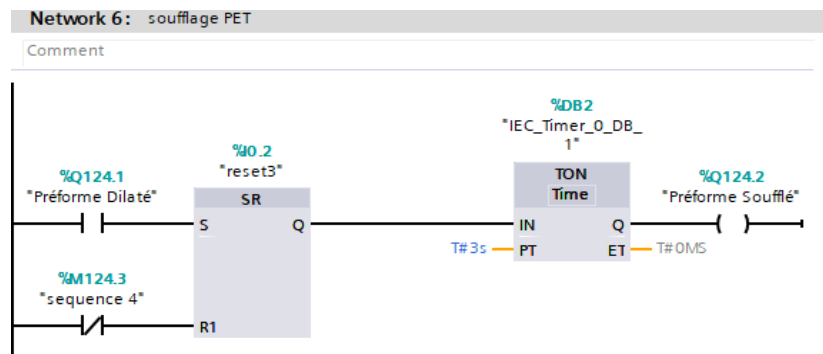 Network 6: soufflage PET
Comment
%DB2
"IEC_Timer_0_DB_
1"
%I0.2
"reset3"
TON
Time
%Q124.1
"Préforme Dilaté"
%Q124.2
"Préforme Soufflé"
SR
S Q
IN Q
T#3s PT ET T#0MS
%M124.3
"sequence 4"
R1